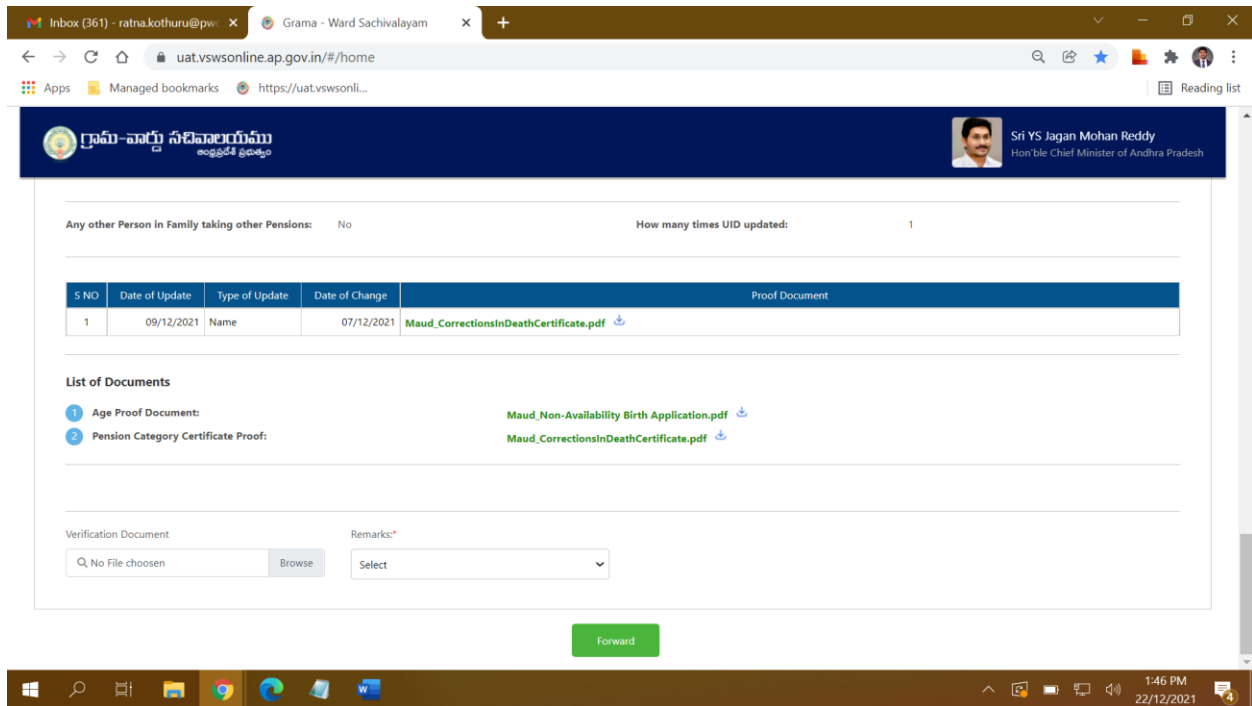 Inbox (361) - ratna.kothuru@pwc
Grama - Ward Sachivalayam
uat.vswsonline.ap.gov.in/#/home
Apps Managed bookmarks https://uat.vswsonli... Reading list
గ్రామ-వార్డు సచివాలయము
ఆంధ్రప్రదేశ్ ప్రభుత్వం
Sri YS Jagan Mohan Reddy
Hon'ble Chief Minister of Andhra Pradesh
Any other Person in Family taking other Pensions: No How many times UID updated: 1
S NO Date of Update Type of Update Date of Change Proof Document
1 09/12/2021 Name 07/12/2021 Maud_CorrectionsInDeathCertificate.pdf
List of Documents
1 Age Proof Document: Maud_Non-Availability Birth Application.pdf
2 Pension Category Certificate Proof: Maud_CorrectionsInDeathCertificate.pdf
Verification Document Remarks:*
No File choosen Browse Select
Forward
1:46 PM
22/12/2021
4